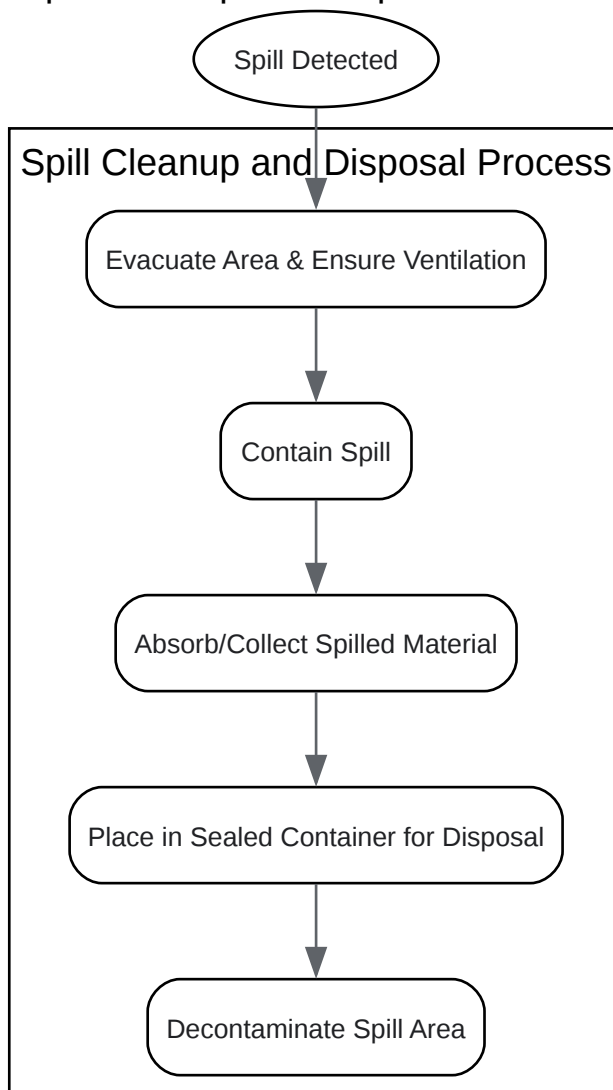 Spill Detected
Spill Cleanup and Disposal Process
Evacuate Area & Ensure Ventilation
Contain Spill
Absorb/Collect Spilled Material
Place in Sealed Container for Disposal
Decontaminate Spill Area